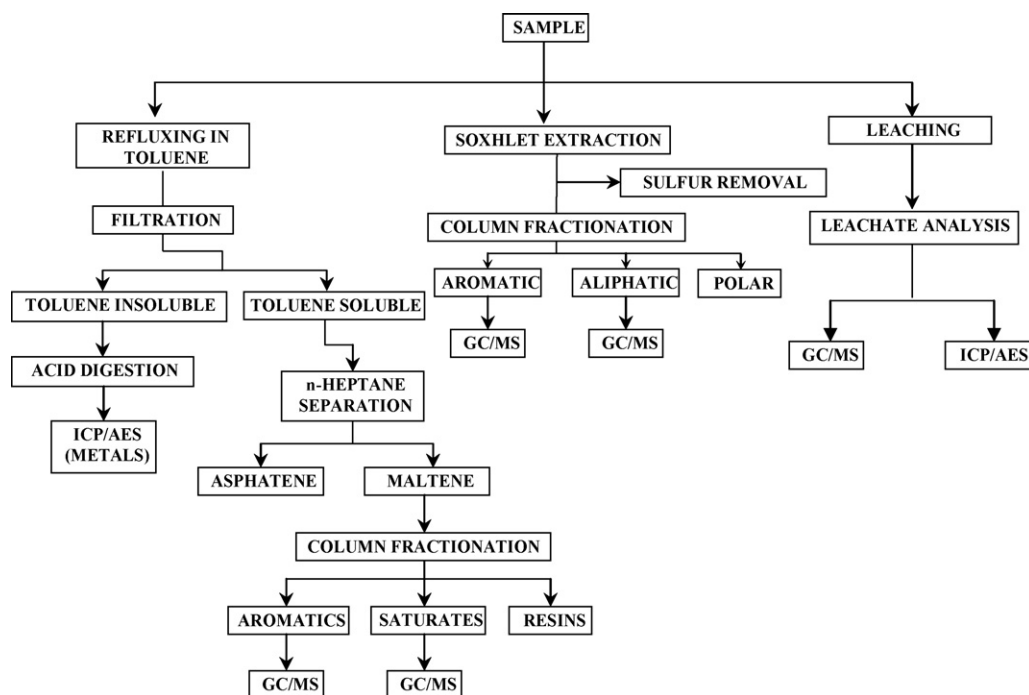 SAMPLE
REFLUXING IN
TOLUENE
SOXHLET EXTRACTION
LEACHING
SULFUR REMOVAL
FILTRATION
COLUMN FRACTIONATION
LEACHATE ANALYSIS
AROMATIC
ALIPHATIC
POLAR
TOLUENE INSOLUBLE
TOLUENE SOLUBLE
GC/MS
GC/MS
GC/MS
ICP/AES
ACID DIGESTION
n-HEPTANE
SEPARATION
ICP/AES
(METALS)
ASPHATENE
MALTENE
COLUMN FRACTIONATION
AROMATICS
SATURATES
RESINS
GC/MS
GC/MS